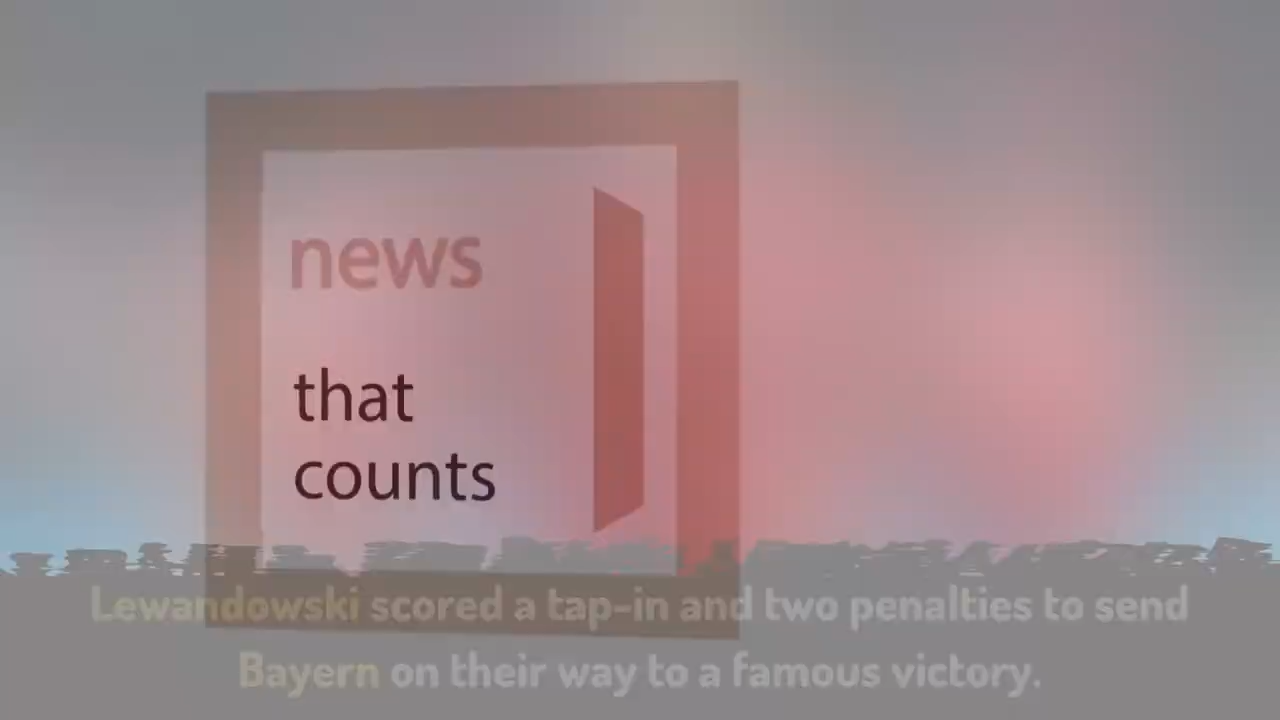 news
that
counts
Lewandowski scored a tap-in and two penalties to send
Bayern on their way to a famous victory.